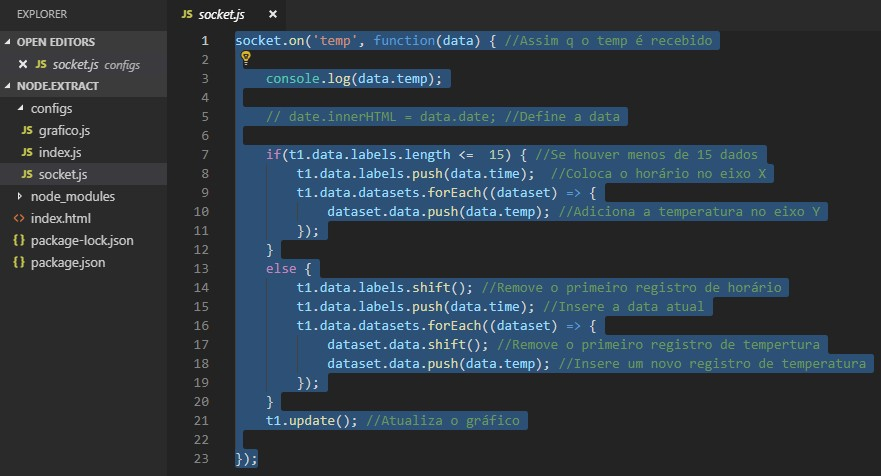 EXPLORER
OPEN EDITORS
× JS socket.js configs
NODE.EXTRACT
configs
JS grafico.js
JS index.js
JS socket.js
node_modules
<> index.html
{} package-lock.json
{} package.json
JS socket.js ×
1 socket.on('temp', function(data) { //Assim q o temp é recebido
2
3 console.log(data.temp);
4
5 // date.innerHTML = data.date; //Define a data
6
7 if(t1.data.labels.length <=  15) { //Se houver menos de 15 dados
8 t1.data.labels.push(data.time);  //Coloca o horário no eixo X
9 t1.data.datasets.forEach((dataset) => {
10 dataset.data.push(data.temp); //Adiciona a temperatura no eixo Y
11 });
12 }
13 else {
14 t1.data.labels.shift(); //Remove o primeiro registro de horário
15 t1.data.labels.push(data.time); //Insere a data atual
16 t1.data.datasets.forEach((dataset) => {
17 dataset.data.shift(); //Remove o primeiro registro de tempertura
18 dataset.data.push(data.temp); //Insere um novo registro de temperatura
19 });
20 }
21 t1.update(); //Atualiza o gráfico
22
23 });